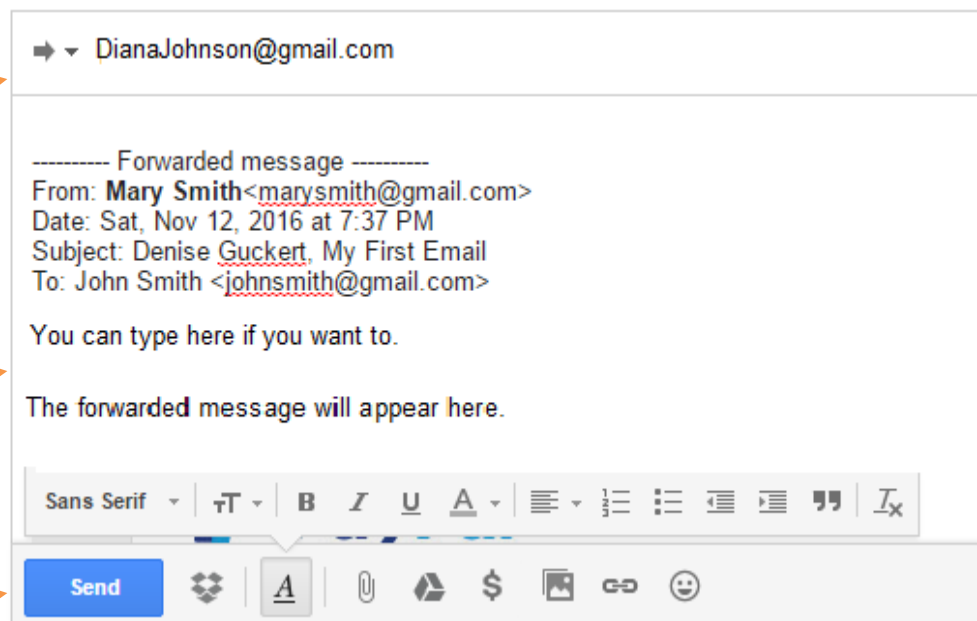 DianaJohnson@gmail.com
---------- Forwarded message ----------
From: Mary Smith<marysmith@gmail.com>
Date: Sat, Nov 12, 2016 at 7:37 PM
Subject: Denise Guckert, My First Email
To: John Smith <johnsmith@gmail.com>
You can type here if you want to.
The forwarded message will appear here.
Sans Serif TT B I U A Tx
Send A $